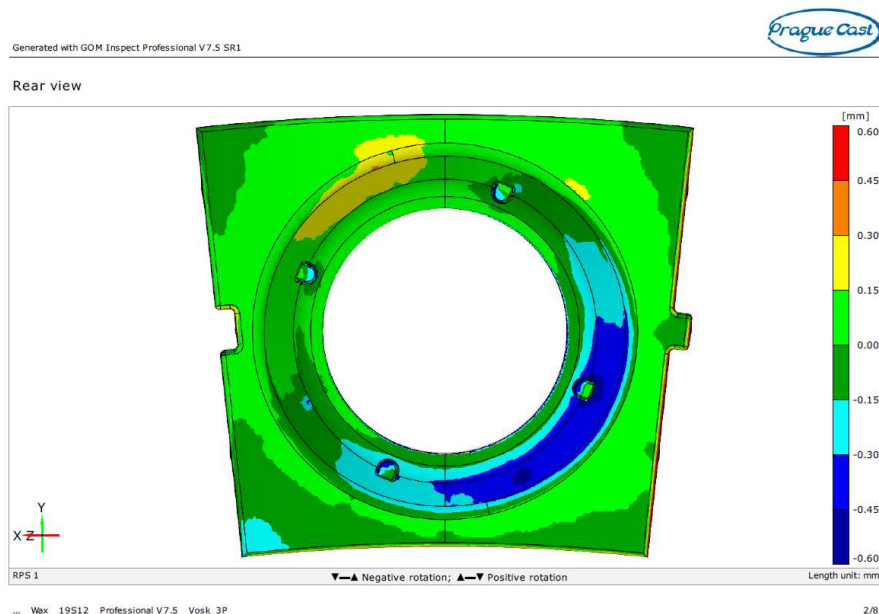 Prague Cast
Generated with GOM Inspect Professional V7.5 SR1
Rear view
[mm]
0.60
0.45
0.30
0.15
0.00
-0.15
-0.30
-0.45
-0.60
Y
X Z
RPS 1
▼—▲ Negative rotation; ▲—▼ Positive rotation
Length unit: mm
... Wax 19S12 Professional V7.5 Vosk 3P
2/8